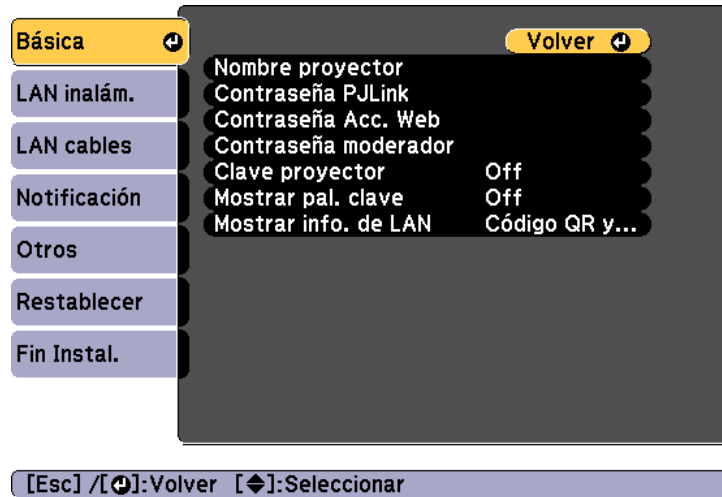 Básica
Volver
Nombre proyector
LAN inalám.
Contraseña PJLink
Contraseña Acc. Web
LAN cables
Contraseña moderador
Clave proyector Off
Notificación
Mostrar pal. clave Off
Mostrar info. de LAN Código QR y...
Otros
Restablecer
Fin Instal.
[Esc] /[ ]:Volver [ ]:Seleccionar